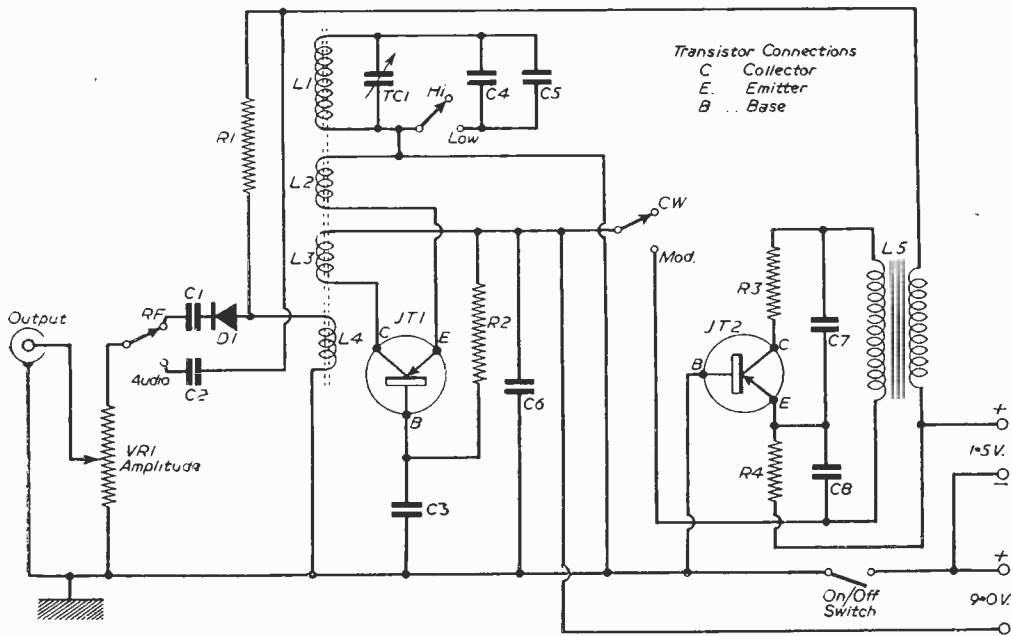 Transistor Connections
C Collector
E. Emitter
B .. Base
L1
TC1
Hi
C4
C5
Low
R1
L2
CW
L3
Mod.
L5
R3
C1
RF
Output
D1
L4
JT1
C
E
R2
JT2
C
B
C7
Audio
C2
E
C6
B
VR1
Amplitude
R4
C8
+
1•5V.
−
C3
+
On/Off
Switch
9•0V.